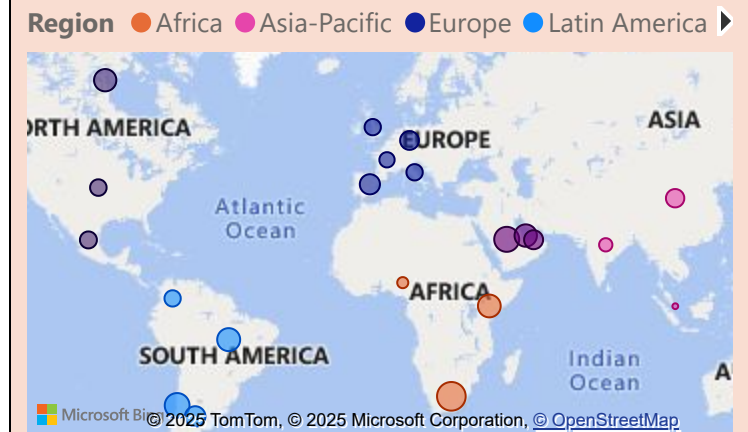 Region Africa Asia-Pacific Europe Latin America
ORTH AMERICA
ASIA
EUROPE
Atlantic
Ocean
AFRICA
SOUTH AMERICA
Indian
Ocean
A
Microsoft Bing
© 2025 TomTom, © 2025 Microsoft Corporation, © OpenStreetMap